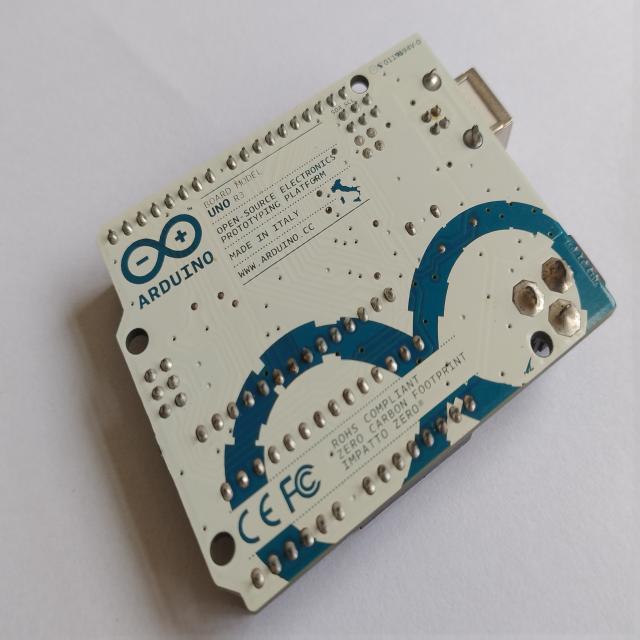 BOARD MODEL
UNO R3
OPEN-SOURCE ELECTRONICS
PROTOTYPING PLATFORM
MADE IN ITALY
WWW.ARDUINO.CC
ARDUINO
ROHS COMPLIANT
ZERO CARBON FOOTPRINT
IMPATTO ZERO®
CE FC